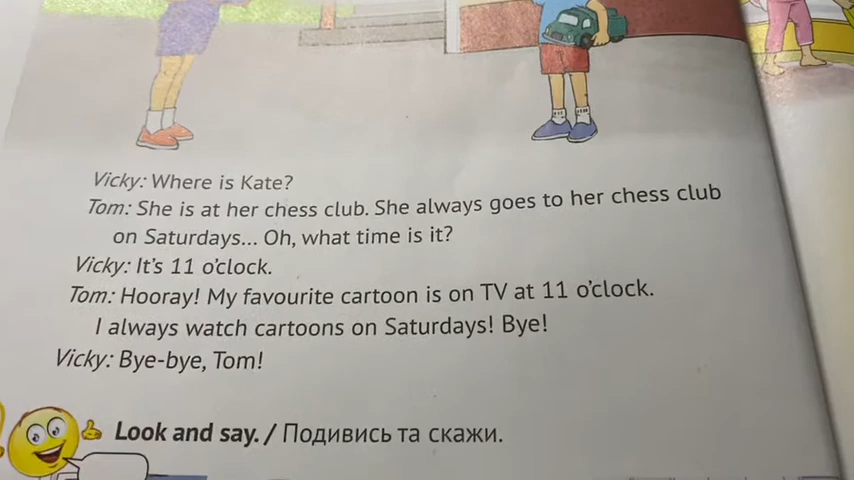 Vicky: Where is Kate?
Tom: She is at her chess club. She always goes to her chess club
on Saturdays... Oh, what time is it?
Vicky: It's 11 o'clock.
Tom: Hooray! My favourite cartoon is on TV at 11 o'clock.
I always watch cartoons on Saturdays! Bye!
Vicky: Bye-bye, Tom!
Look and say. / Подивись та скажи.